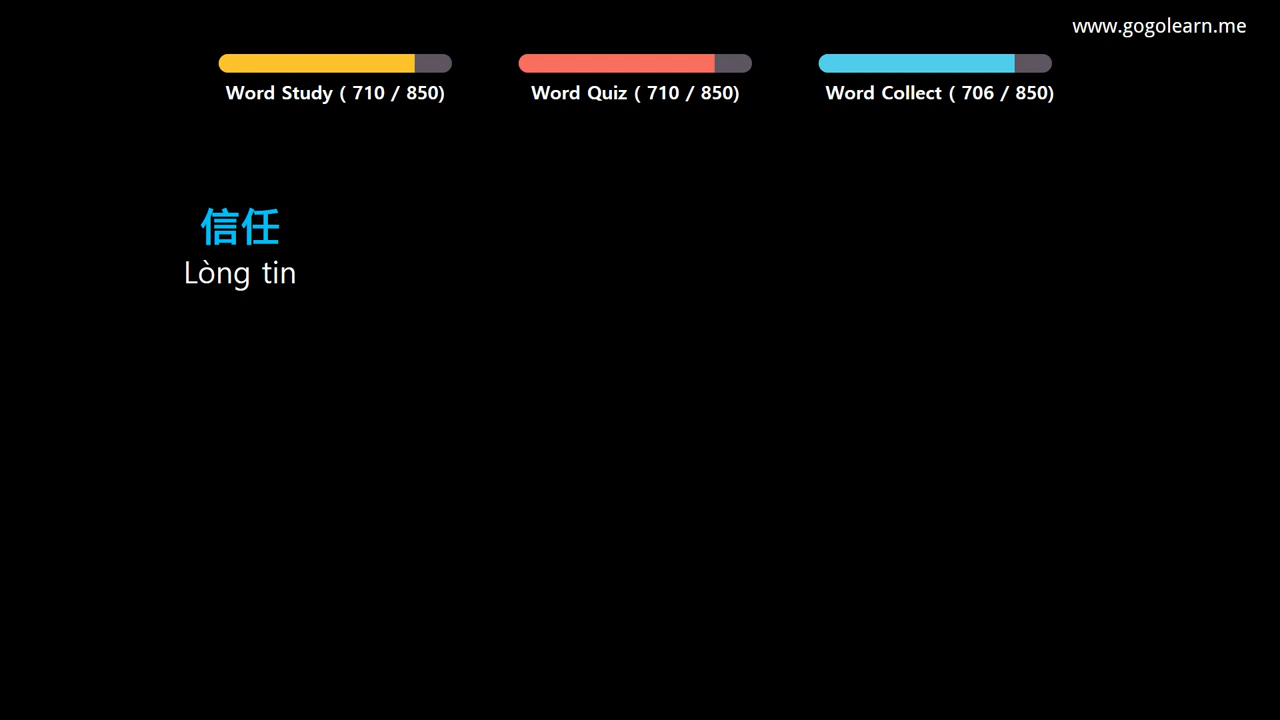 www.gogolearn.me
Word Study ( 710 / 850)
Word Quiz ( 710 / 850)
Word Collect ( 706 / 850)
信任
Lòng tin